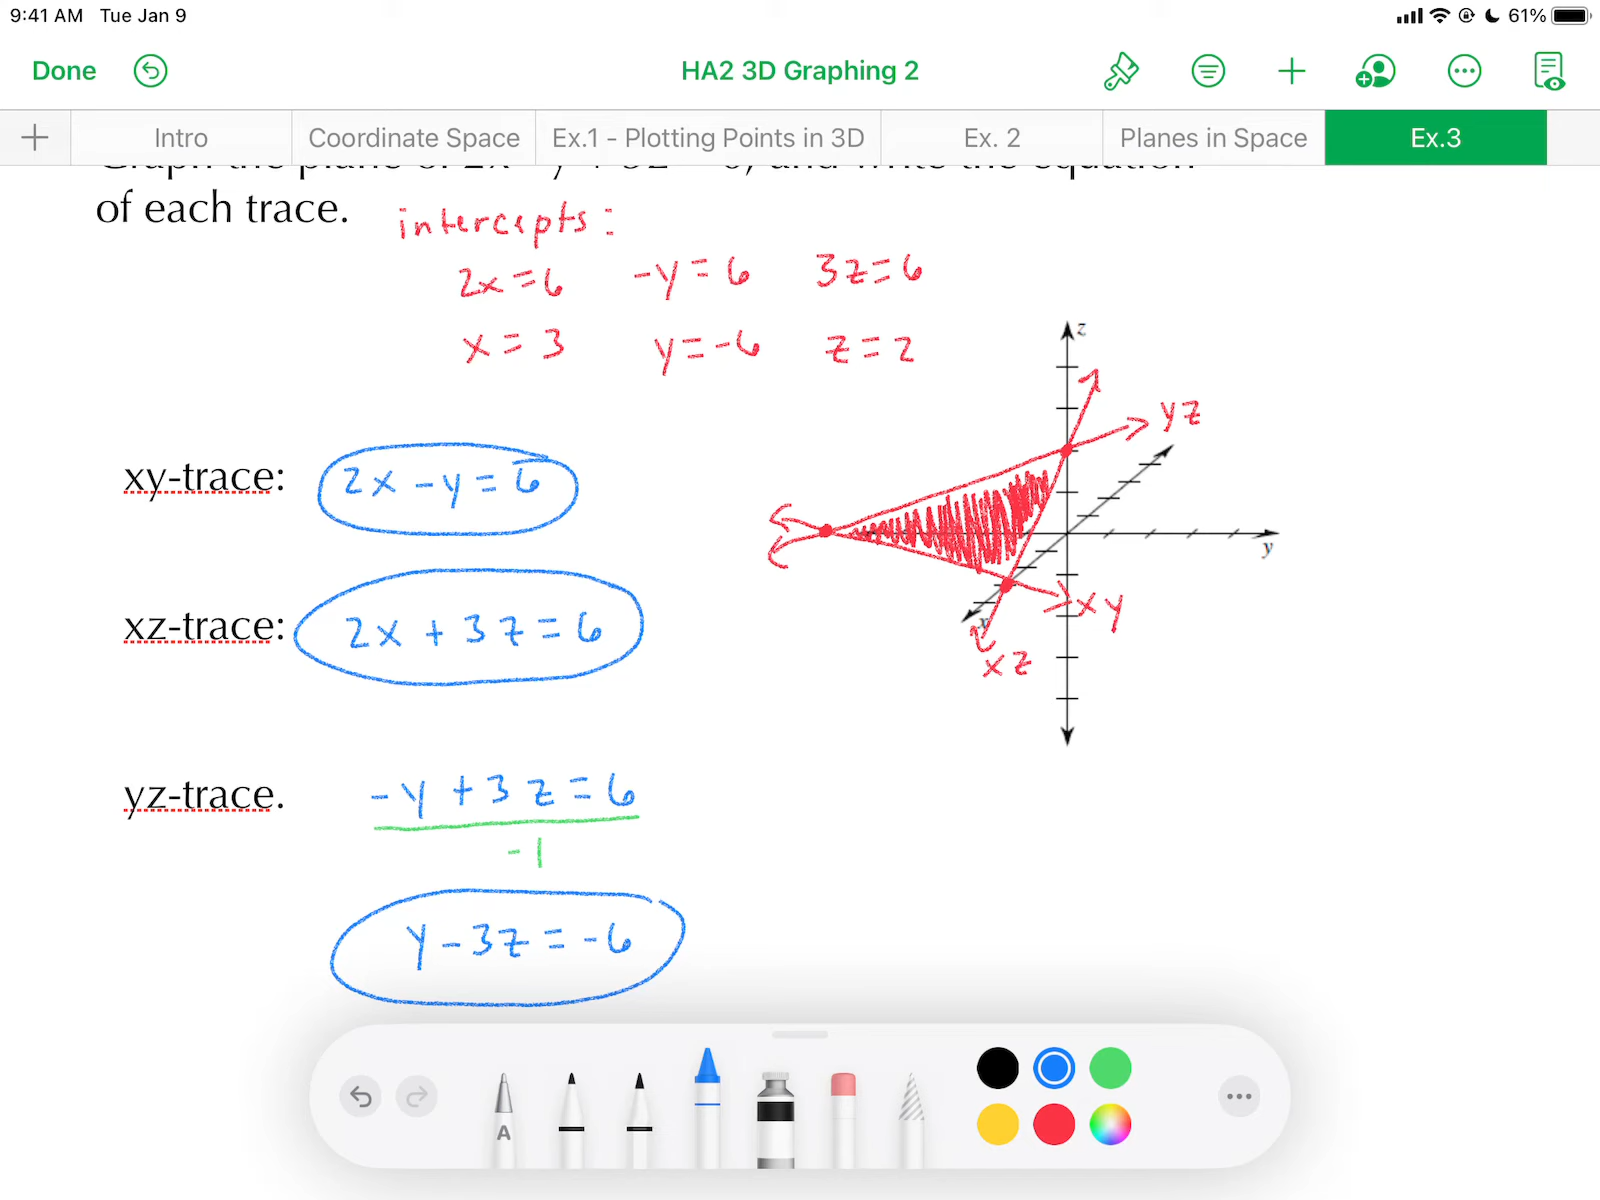 9:41 AM Tue Jan 9 61%
Done HA2 3D Graphing 2
Intro Coordinate Space Ex.1 - Plotting Points in 3D Ex. 2 Planes in Space Ex.3
of each trace.
intercepts:
2x=6 -y=6 3z=6
x=3 y=-6 z=2
z
yz
xy-trace: 2x-y=6
y
xy
xz-trace: 2x+3z=6
x
xz
yz-trace. -y+3z=6
-1
y-3z=-6
A